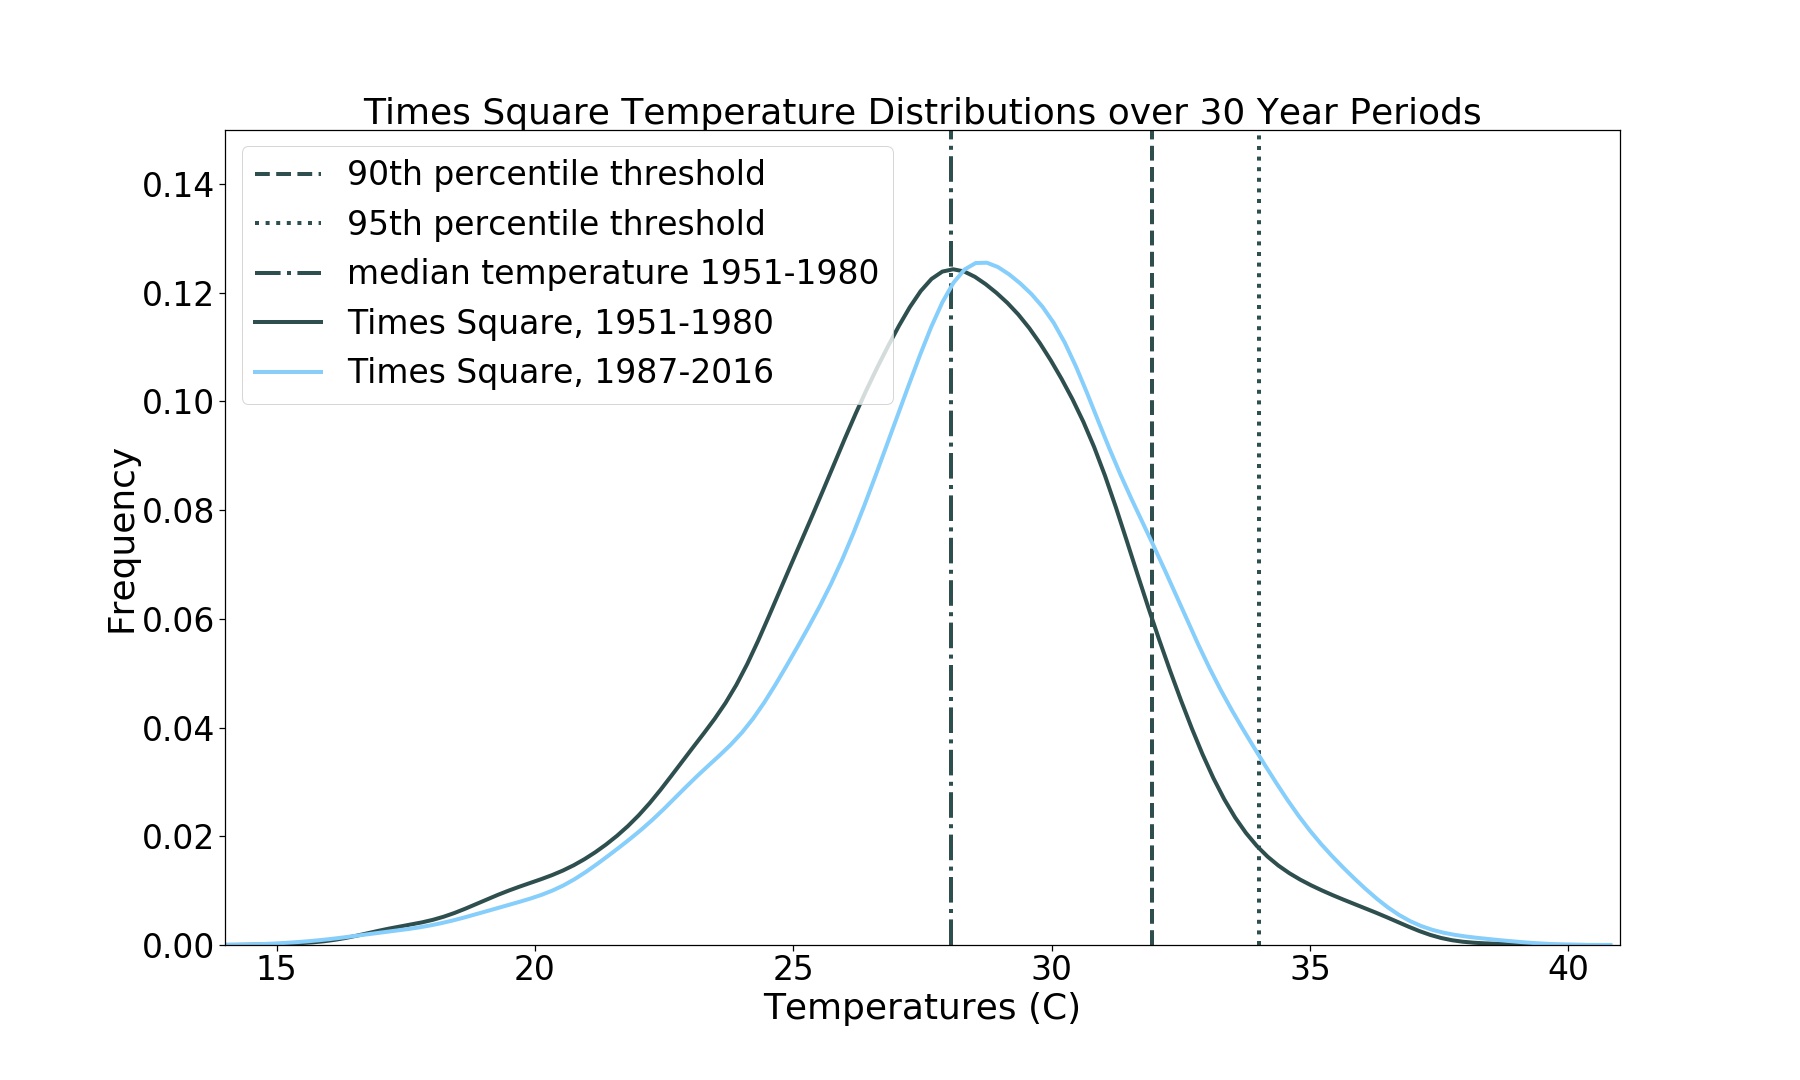 Times Square Temperature Distributions over 30 Year Periods
90th percentile threshold
95th percentile threshold
median temperature 1951-1980
Times Square, 1951-1980
Times Square, 1987-2016
0.14
0.12
0.10
0.08
0.06
0.04
0.02
0.00
Frequency
15 20 25 30 35 40
Temperatures (C)